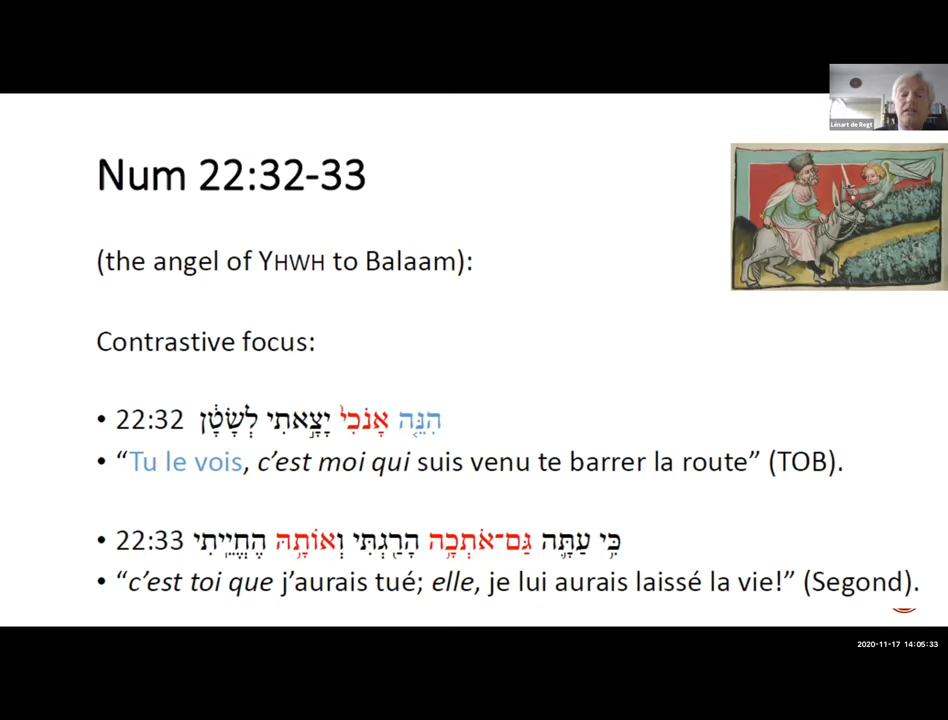 Lénart de Regt
Num 22:32-33
(the angel of YHWH to Balaam):
Contrastive focus:
• 22:32 הִנֵּ֤ה אָנֹכִי֙ יָצָ֣אתִי לְשָׂטָ֔ן
• “Tu le vois, c’est moi qui suis venu te barrer la route” (TOB).
• 22:33 כִּ֥י עַתָּ֛ה גַּם־אֹתְכָ֥ה הָרַ֖גְתִּי וְאוֹתָ֥הּ הֶחֱיֵֽיתִי
• “c’est toi que j’aurais tué; elle, je lui aurais laissé la vie!” (Segond).
2020-11-17 14:05:33